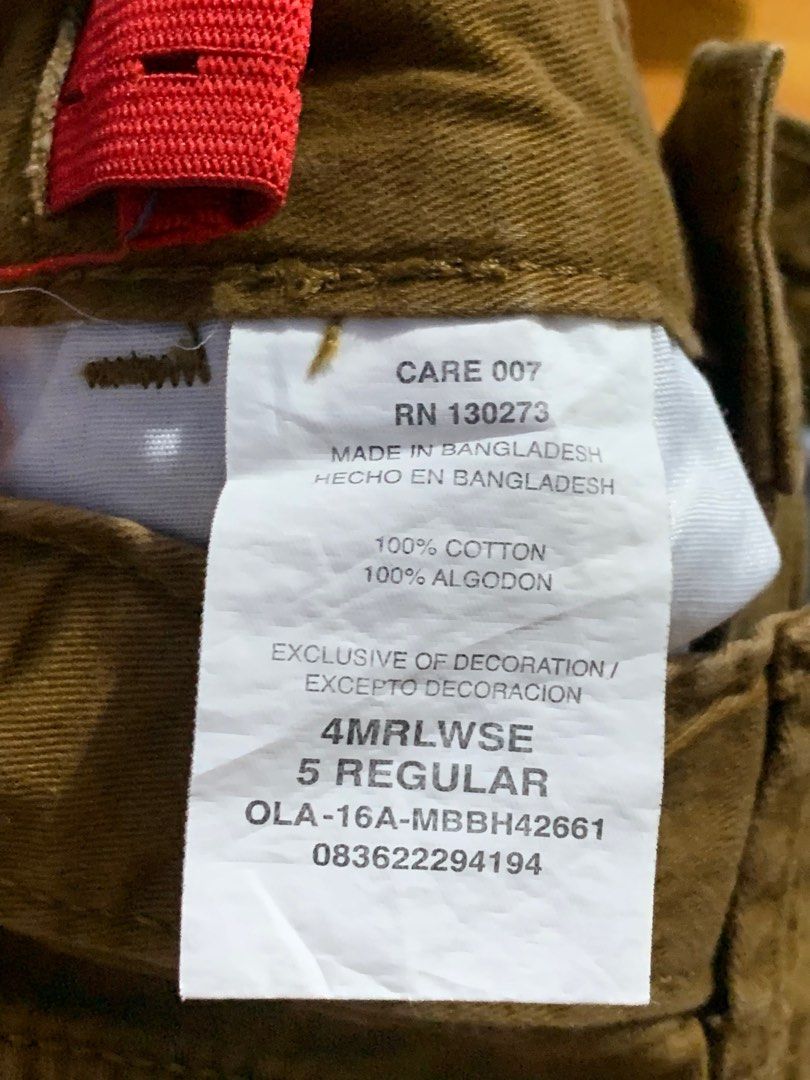 CARE 007
RN 130273
MADE IN BANGLADESH
HECHO EN BANGLADESH
100% COTTON
100% ALGODON
EXCLUSIVE OF DECORATION /
EXCEPTO DECORACION
4MRLWSE
5 REGULAR
OLA-16A-MBBH42661
083622294194